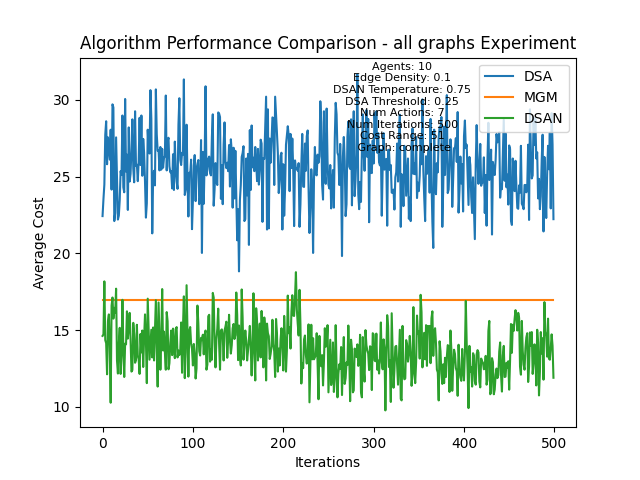 Algorithm Performance Comparison - all graphs Experiment
Agents: 10
Edge Density: 0.1
DSAN Temperature: 0.75
DSA Threshold: 0.25
Num Actions: 7
Num Iterations: 500
Cost Range: 51
Graph: complete
DSA
MGM
DSAN
Average Cost
30
25
20
15
10
0
100
200
300
400
500
Iterations